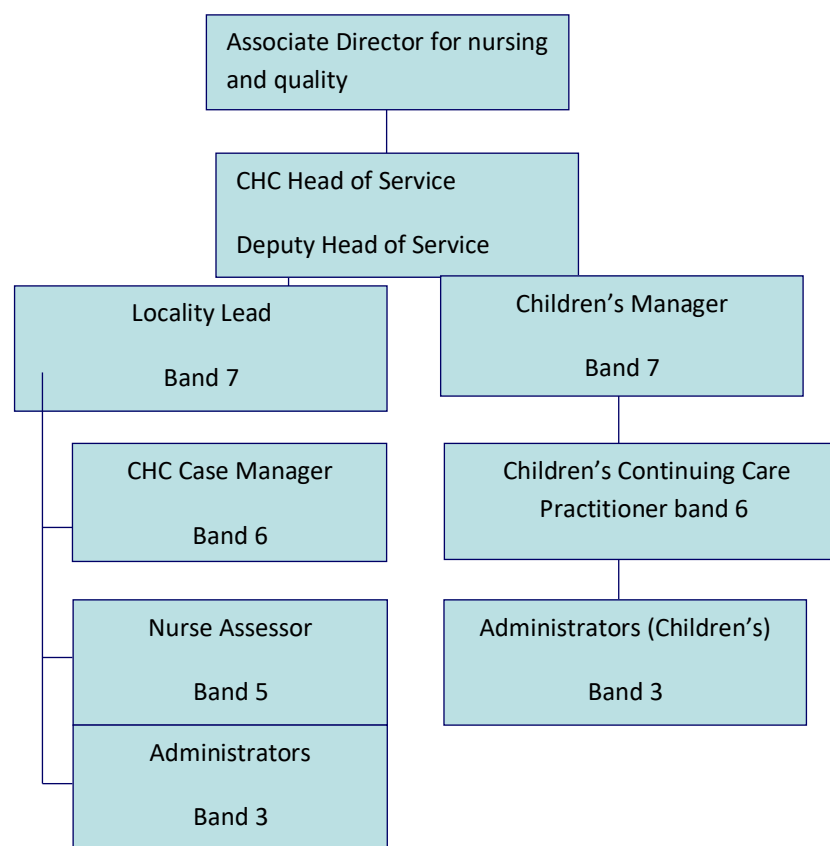 Associate Director for nursing
and quality
CHC Head of Service
Deputy Head of Service
Locality Lead
Band 7
Children’s Manager
Band 7
CHC Case Manager
Band 6
Children’s Continuing Care
Practitioner band 6
Nurse Assessor
Band 5
Administrators (Children’s)
Band 3
Administrators
Band 3